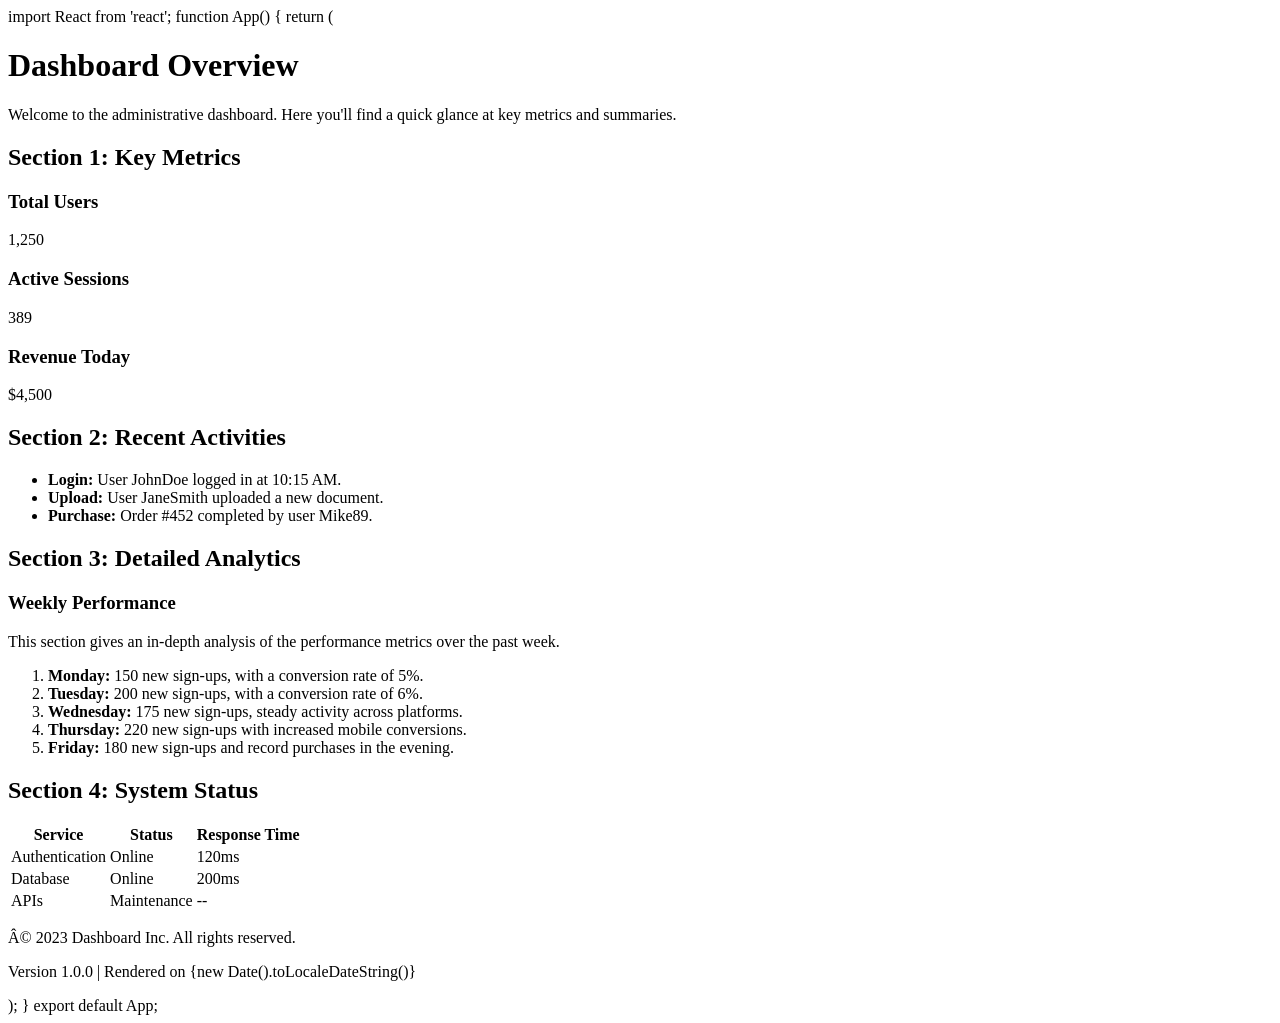 import React from 'react'; function App() { return (
Dashboard Overview
Welcome to the administrative dashboard. Here you'll find a quick glance at key metrics and summaries.
Section 1: Key Metrics
Total Users
1,250
Active Sessions
389
Revenue Today
$4,500
Section 2: Recent Activities
• Login: User JohnDoe logged in at 10:15 AM.
• Upload: User JaneSmith uploaded a new document.
• Purchase: Order #452 completed by user Mike89.
Section 3: Detailed Analytics
Weekly Performance
This section gives an in-depth analysis of the performance metrics over the past week.
1. Monday: 150 new sign-ups, with a conversion rate of 5%.
2. Tuesday: 200 new sign-ups, with a conversion rate of 6%.
3. Wednesday: 175 new sign-ups, steady activity across platforms.
4. Thursday: 220 new sign-ups with increased mobile conversions.
5. Friday: 180 new sign-ups and record purchases in the evening.
Section 4: System Status
Service Status Response Time
Authentication Online 120ms
Database Online 200ms
APIs Maintenance --
Â© 2023 Dashboard Inc. All rights reserved.
Version 1.0.0 | Rendered on {new Date().toLocaleDateString()}
); } export default App;